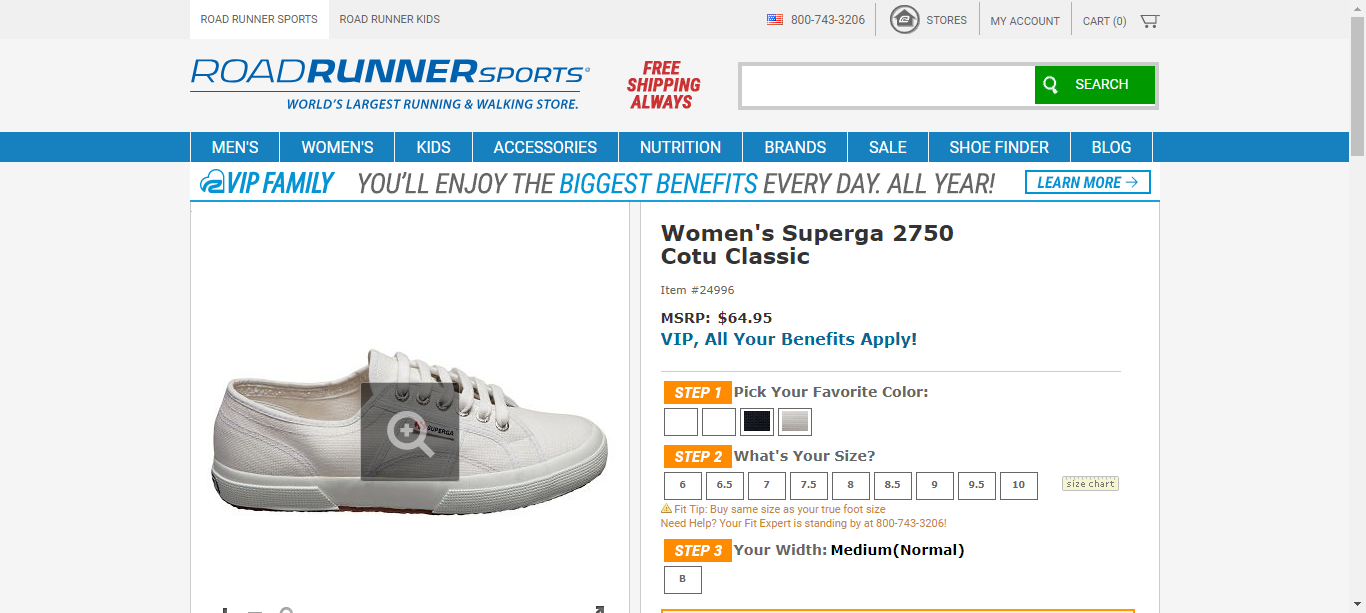 ROAD RUNNER SPORTS
ROAD RUNNER KIDS
800-743-3206
STORES
MY ACCOUNT
CART (0)
ROADRUNNERSPORTS®
WORLD'S LARGEST RUNNING & WALKING STORE.
FREE
SHIPPING
ALWAYS
SEARCH
MEN'S
WOMEN'S
KIDS
ACCESSORIES
NUTRITION
BRANDS
SALE
SHOE FINDER
BLOG
VIP FAMILY YOU'LL ENJOY THE BIGGEST BENEFITS EVERY DAY. ALL YEAR!
LEARN MORE →
SUPERGA
Women's Superga 2750
Cotu Classic
Item #24996
MSRP: $64.95
VIP, All Your Benefits Apply!
STEP 1 Pick Your Favorite Color:
STEP 2 What's Your Size?
6 6.5 7 7.5 8 8.5 9 9.5 10
size chart
Fit Tip: Buy same size as your true foot size
Need Help? Your Fit Expert is standing by at 800-743-3206!
STEP 3 Your Width: Medium(Normal)
B